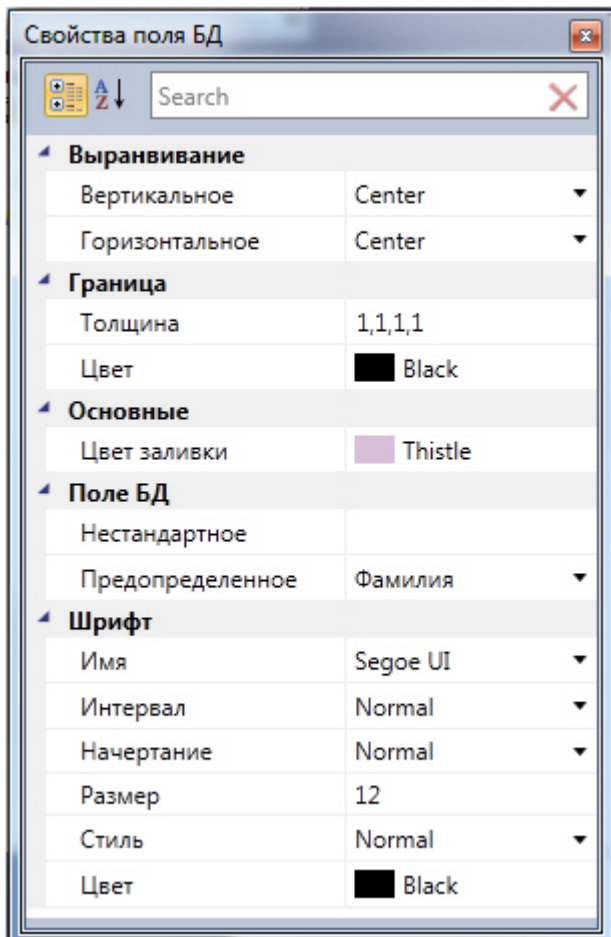 Свойства поля БД
A Z Search
Выранвивание
Вертикальное Center
Горизонтальное Center
Граница
Толщина 1,1,1,1
Цвет Black
Основные
Цвет заливки Thistle
Поле БД
Нестандартное
Предопределенное Фамилия
Шрифт
Имя Segoe UI
Интервал Normal
Начертание Normal
Размер 12
Стиль Normal
Цвет Black